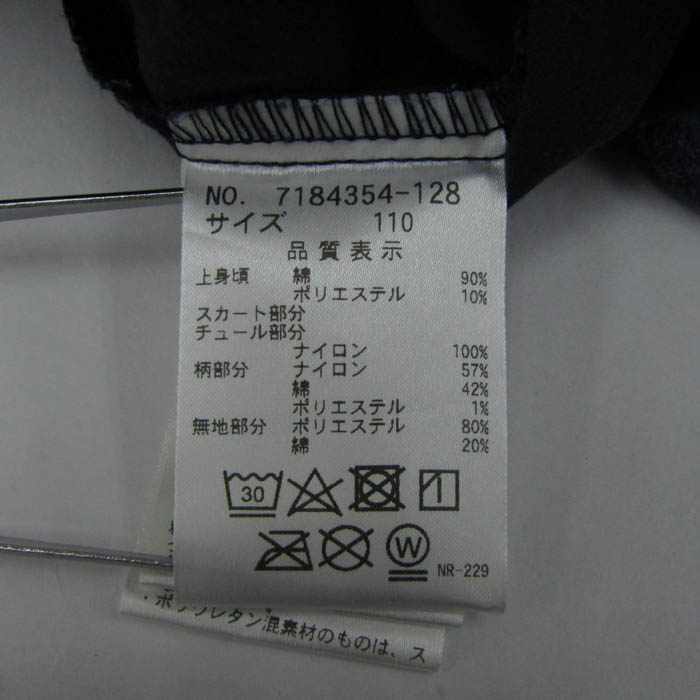 NO. 7184354-128
サイズ 110
品質表示
上身頃 綿 90%
ポリエステル 10%
スカート部分
チュール部分
ナイロン 100%
柄部分 ナイロン 57%
綿 42%
ポリエステル 1%
無地部分 ポリエステル 80%
綿 20%
30
W
NR-229
・ポリウレタン混素材のものは、ス